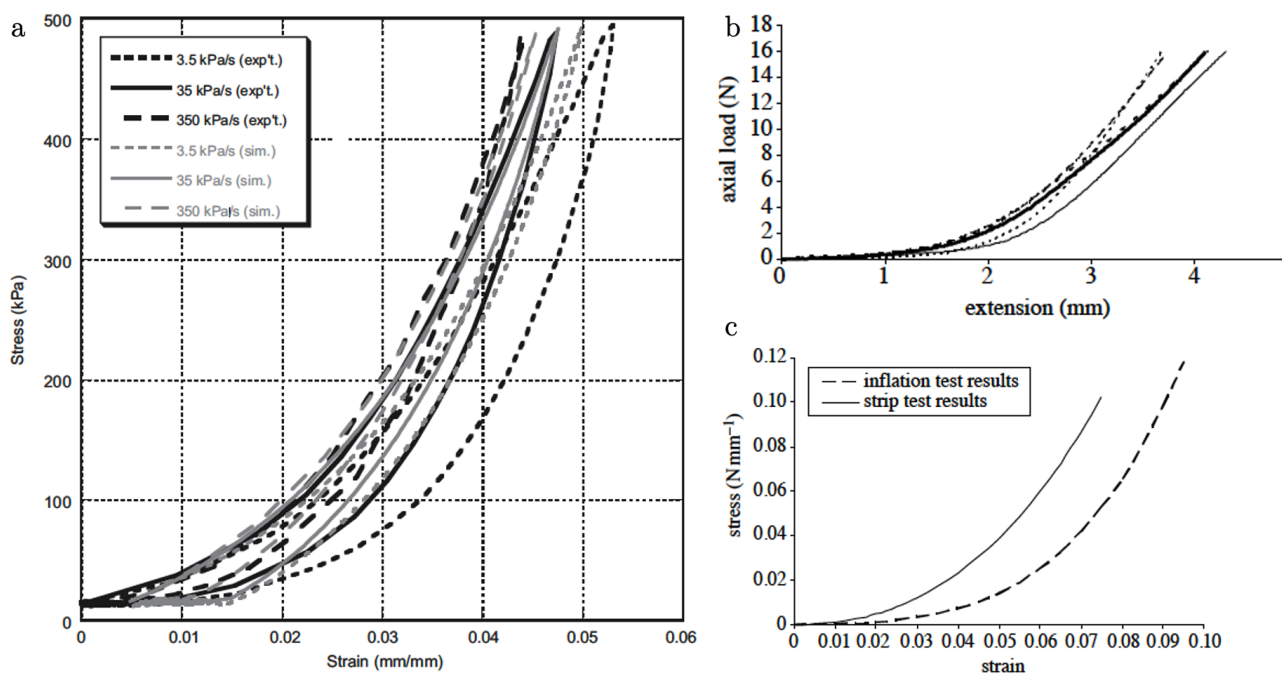 a
500
400
300
200
100
0
Stress (kPa)
3.5 kPa/s (exp't.)
35 kPa/s (exp't.)
350 kPa/s (exp't.)
3.5 kPa/s (sim.)
35 kPa/s (sim.)
350 kPa/s (sim.)
0 0.01 0.02 0.03 0.04 0.05 0.06
Strain (mm/mm)
b
18
16
14
12
10
8
6
4
2
0
axial load (N)
0 1 2 3 4
extension (mm)
c
0.12
0.10
0.08
0.06
0.04
0.02
0
stress (N mm⁻¹)
inflation test results
strip test results
0 0.01 0.02 0.03 0.04 0.05 0.06 0.07 0.08 0.09 0.10
strain